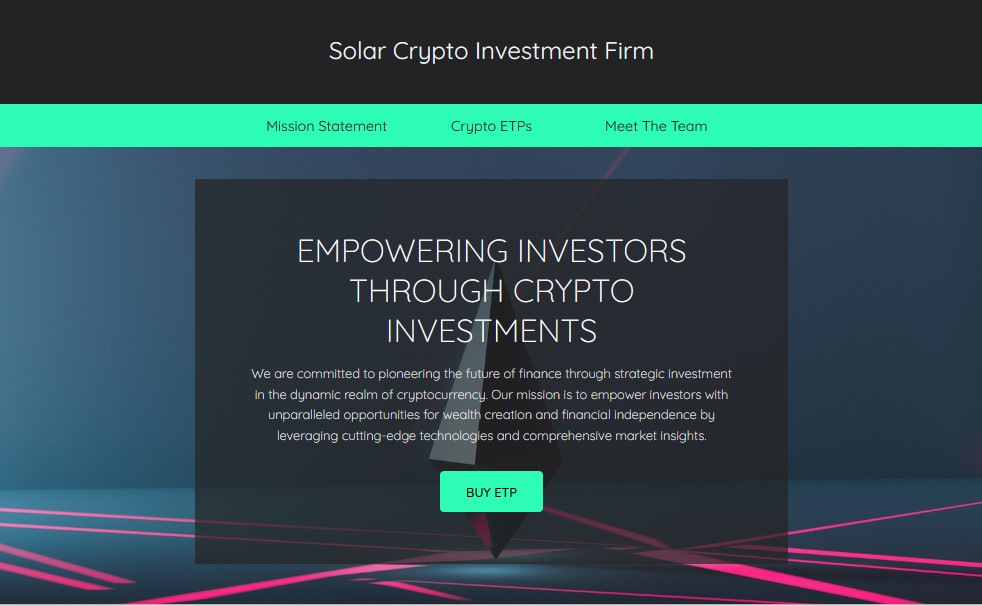 Solar Crypto Investment Firm
Mission Statement Crypto ETPs Meet The Team
EMPOWERING INVESTORS
THROUGH CRYPTO
INVESTMENTS
We are committed to pioneering the future of finance through strategic investment
in the dynamic realm of cryptocurrency. Our mission is to empower investors with
unparalleled opportunities for wealth creation and financial independence by
leveraging cutting-edge technologies and comprehensive market insights.
BUY ETP